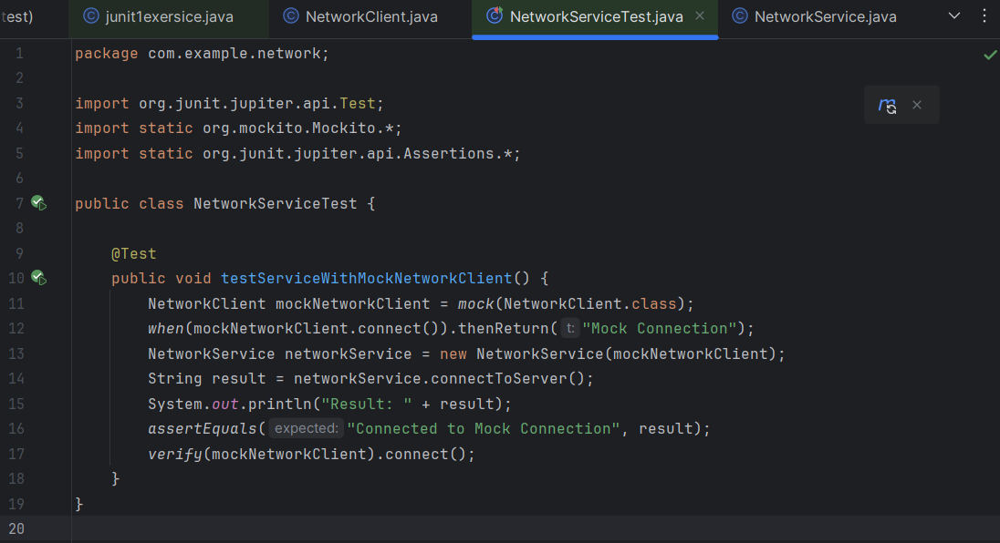 test)
junit1exersice.java
NetworkClient.java
NetworkServiceTest.java
NetworkService.java
1 package com.example.network;
2
3 import org.junit.jupiter.api.Test;
4 import static org.mockito.Mockito.*;
5 import static org.junit.jupiter.api.Assertions.*;
6
7 public class NetworkServiceTest {
8
9 @Test
10 public void testServiceWithMockNetworkClient() {
11 NetworkClient mockNetworkClient = mock(NetworkClient.class);
12 when(mockNetworkClient.connect()).thenReturn( t: "Mock Connection");
13 NetworkService networkService = new NetworkService(mockNetworkClient);
14 String result = networkService.connectToServer();
15 System.out.println("Result: " + result);
16 assertEquals( expected: "Connected to Mock Connection", result);
17 verify(mockNetworkClient).connect();
18 }
19 }
20